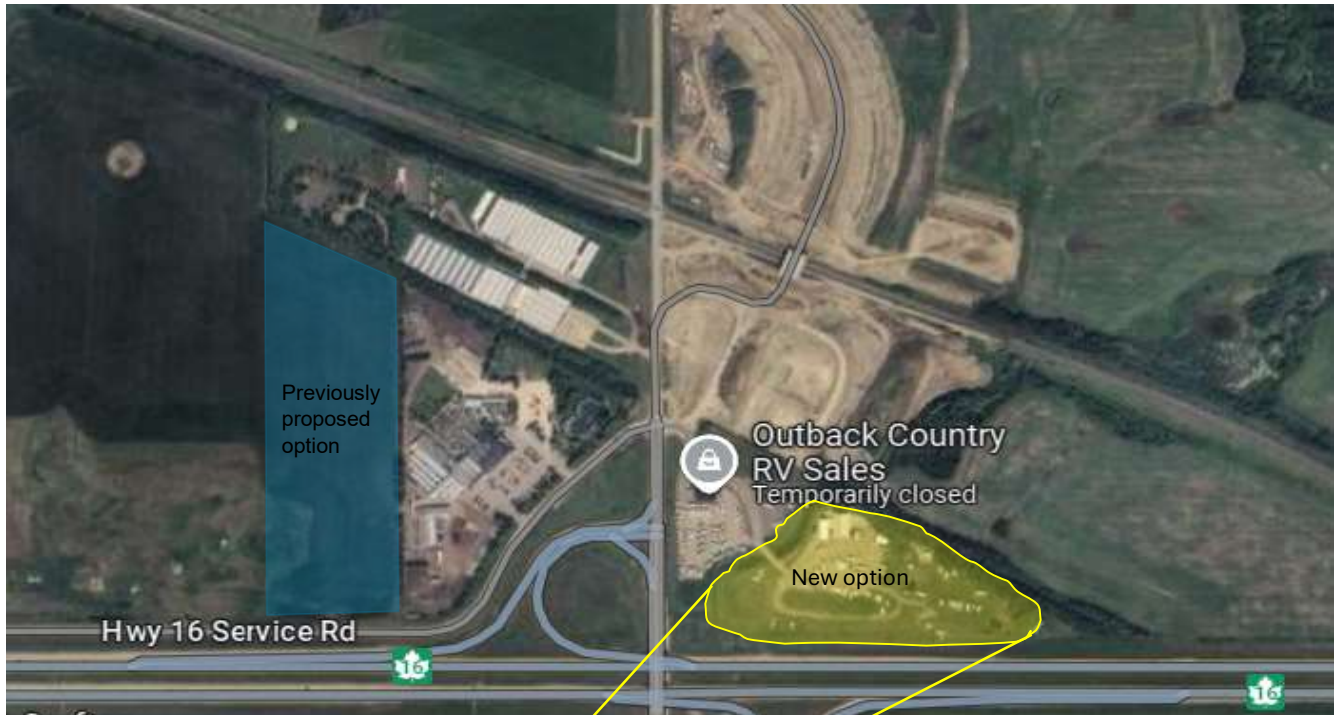 Previously
proposed
option
Outback Country
RV Sales
Temporarily closed
New option
Hwy 16 Service Rd
16
16